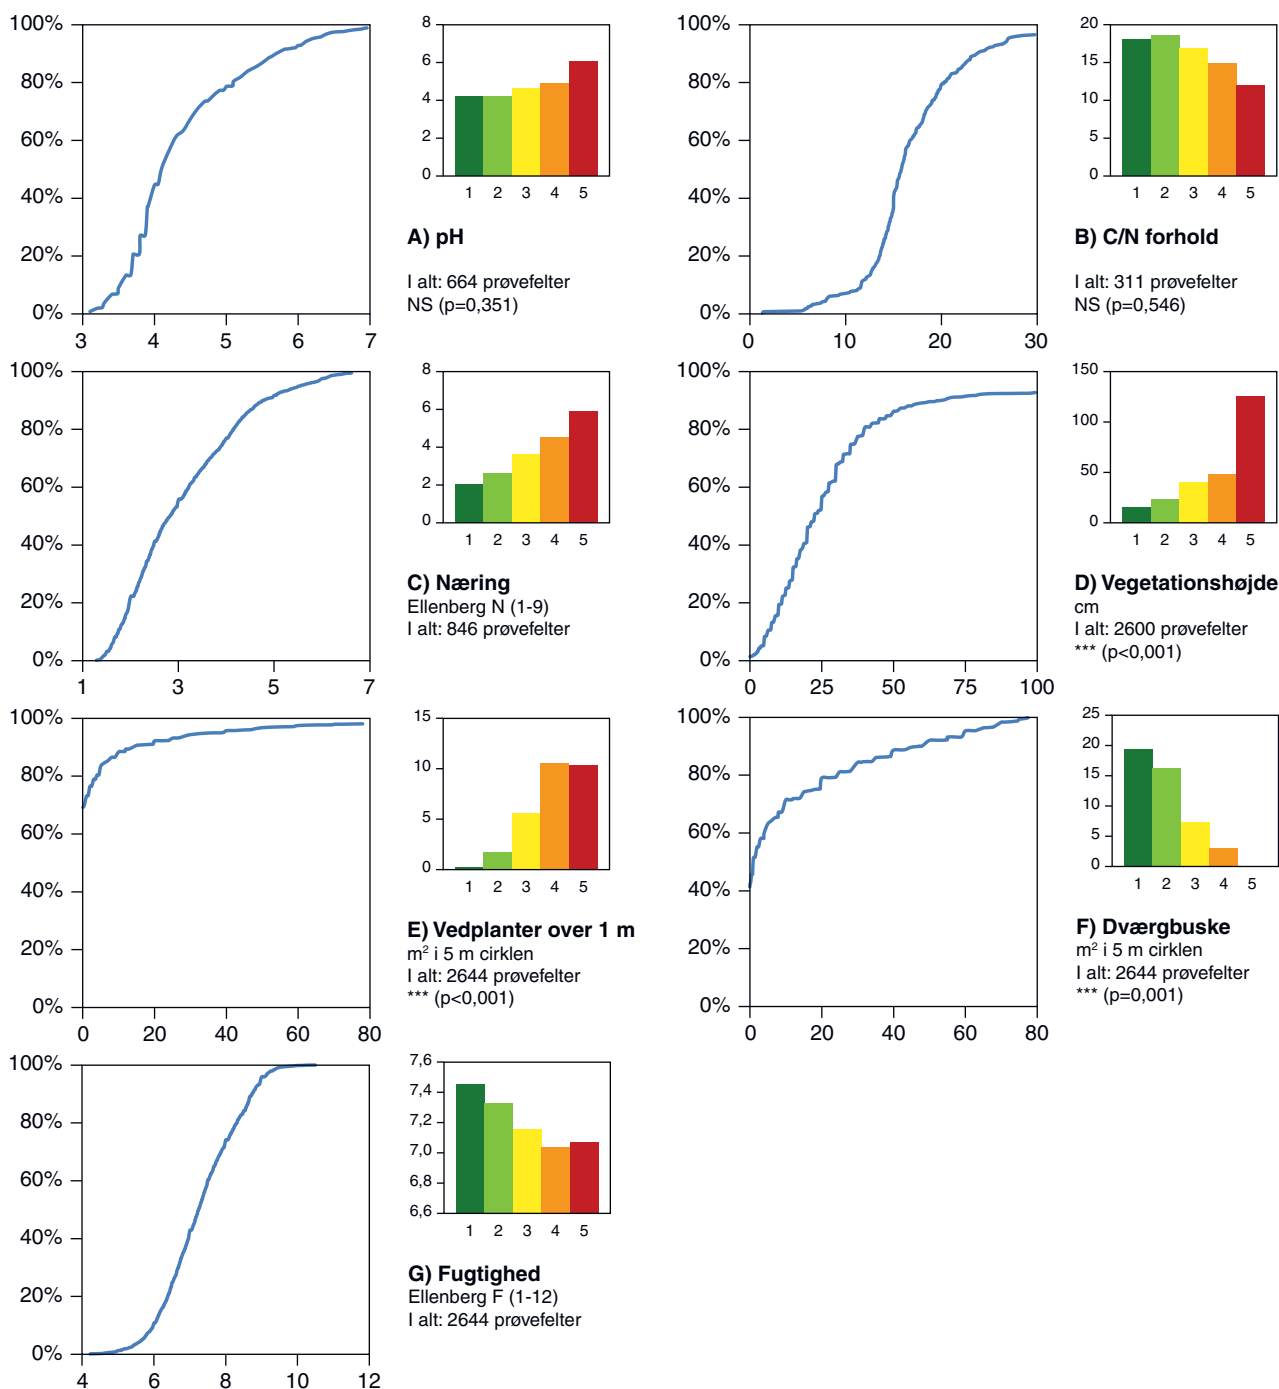 100%
80%
60%
40%
20%
0%
3 4 5 6 7
8
6
4
2
0
1 2 3 4 5
A) pH
I alt: 664 prøvefelter
NS (p=0,351)
100%
80%
60%
40%
20%
0%
0 10 20 30
20
15
10
5
0
1 2 3 4 5
B) C/N forhold
I alt: 311 prøvefelter
NS (p=0,546)
100%
80%
60%
40%
20%
0%
1 3 5 7
8
6
4
2
0
1 2 3 4 5
C) Næring
Ellenberg N (1-9)
I alt: 846 prøvefelter
100%
80%
60%
40%
20%
0%
0 25 50 75 100
150
100
50
0
1 2 3 4 5
D) Vegetationshøjde
cm
I alt: 2600 prøvefelter
*** (p<0,001)
100%
80%
60%
40%
20%
0%
0 20 40 60 80
15
10
5
0
1 2 3 4 5
E) Vedplanter over 1 m
m² i 5 m cirklen
I alt: 2644 prøvefelter
*** (p<0,001)
100%
80%
60%
40%
20%
0%
0 20 40 60 80
25
20
15
10
5
0
1 2 3 4 5
F) Dværgbuske
m² i 5 m cirklen
I alt: 2644 prøvefelter
*** (p=0,001)
100%
80%
60%
40%
20%
0%
4 6 8 10 12
7,6
7,4
7,2
7,0
6,8
6,6
1 2 3 4 5
G) Fugtighed
Ellenberg F (1-12)
I alt: 2644 prøvefelter